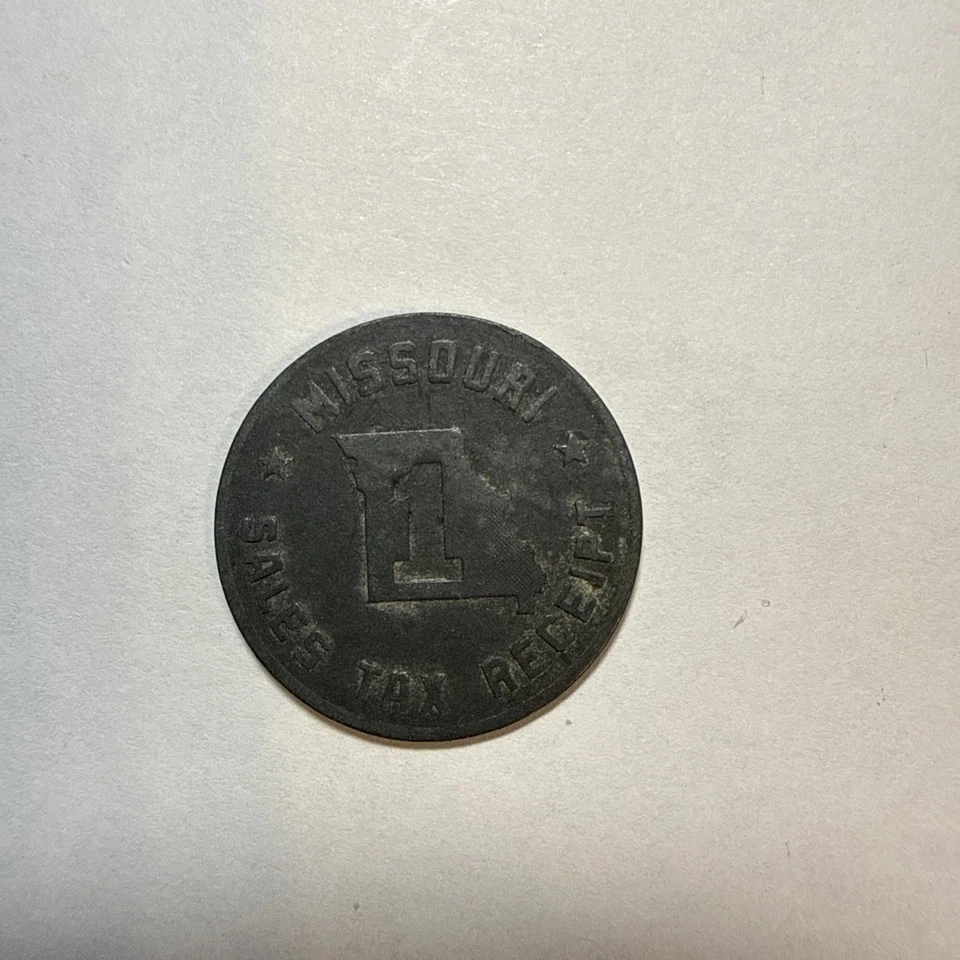 MISSOURI
1
SALES TAX RECEIPT